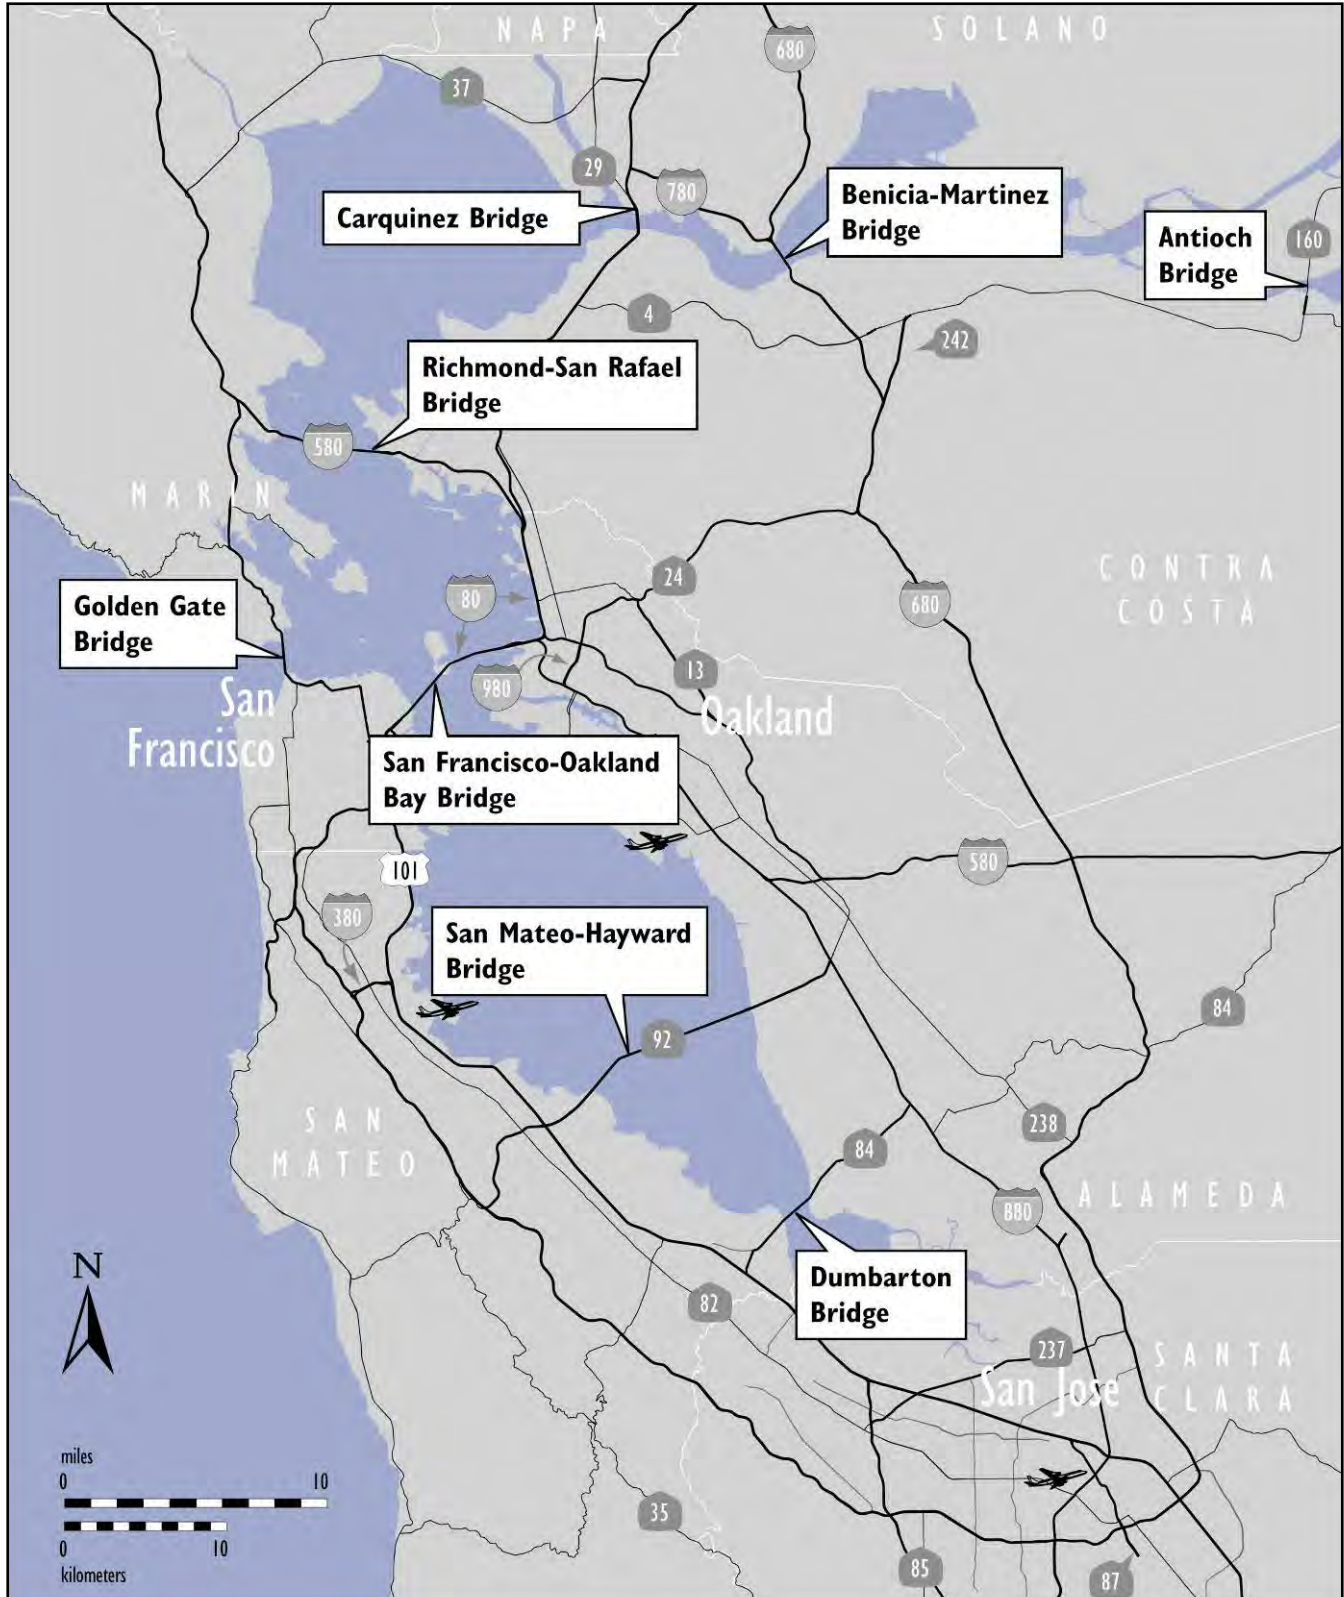 NAPA
SOLANO
680
37
29
780
Carquinez Bridge
Benicia-Martinez
Bridge
Antioch
Bridge
160
4
242
Richmond-San Rafael
Bridge
580
MARIN
24
80
680
CONTRA
COSTA
Golden Gate
Bridge
13
980
San
Francisco
Oakland
San Francisco-Oakland
Bay Bridge
101
580
380
San Mateo-Hayward
Bridge
92
84
SAN
MATEO
238
84
880
ALAMEDA
N
Dumbarton
Bridge
82
237
San Jose
SANTA
CLARA
miles
0 10
0 10
kilometers
35
85
87